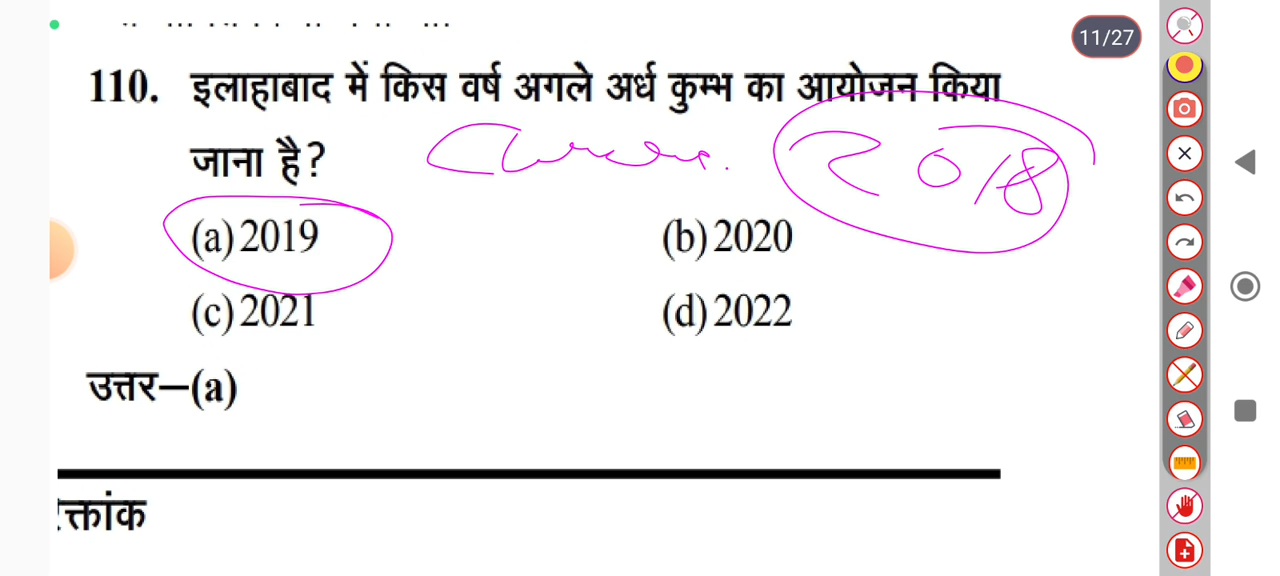 11/27
110. इलाहाबाद में किस वर्ष अगले अर्ध कुम्भ का आयोजन किया
जाना है?
2018
(a) 2019 (b) 2020
(c) 2021 (d) 2022
उत्तर–(a)